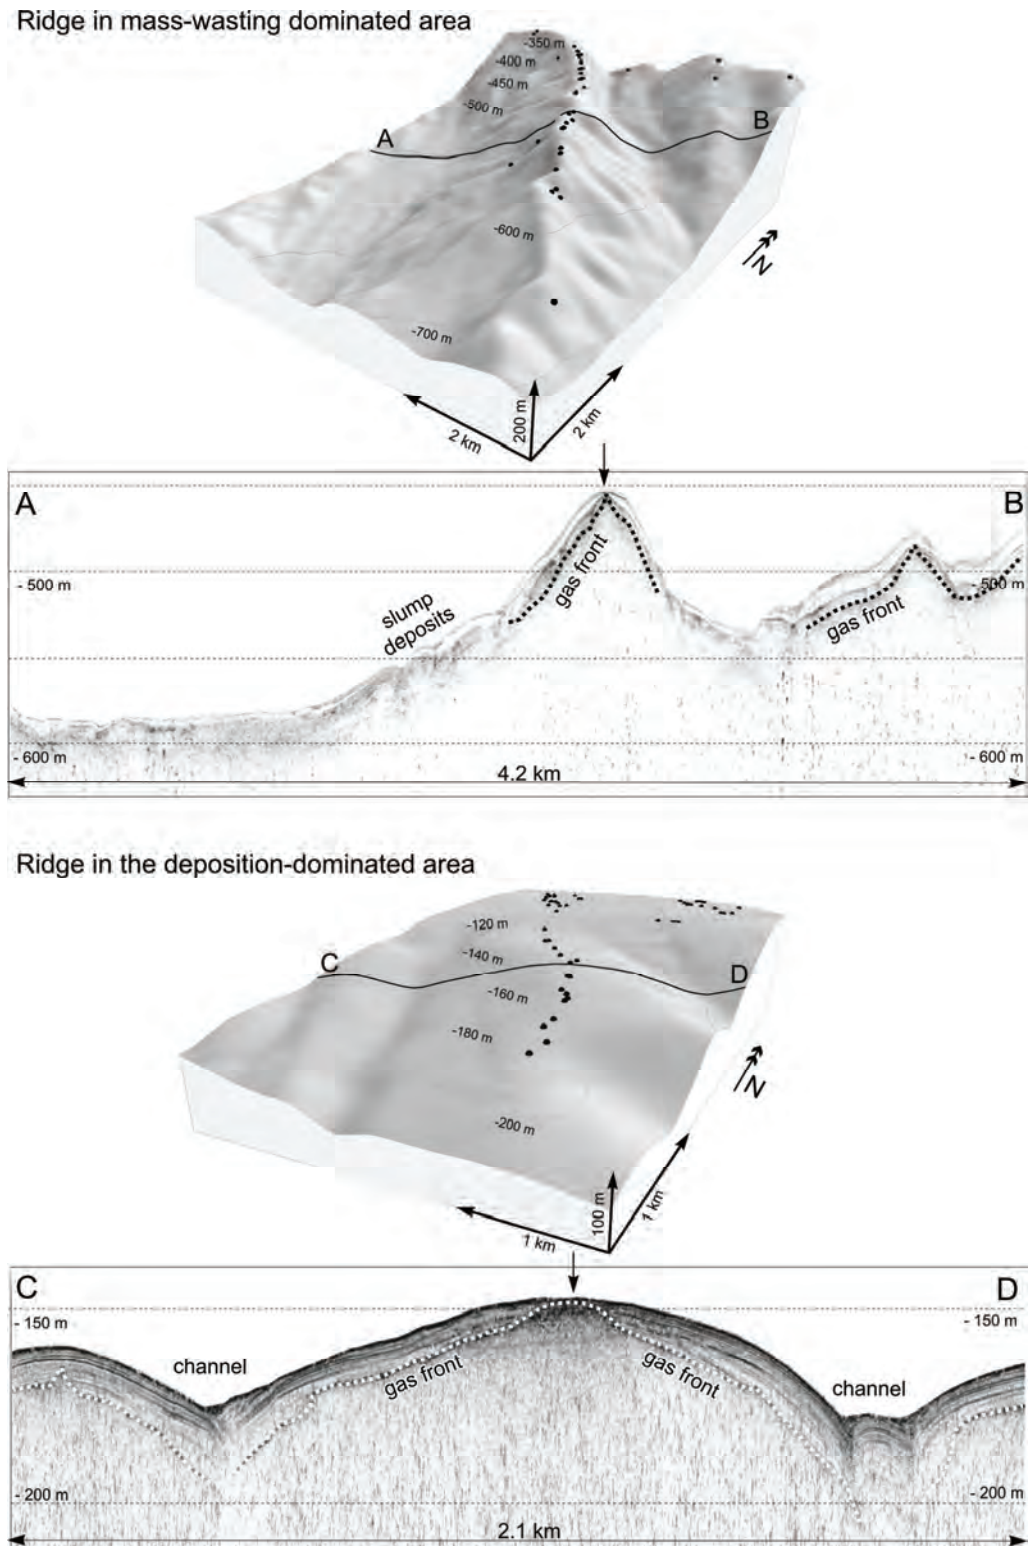 Ridge in mass-wasting dominated area
-350 m
-400 m
-450 m
-500 m
A
B
-600 m
N
-700 m
2 km
200 m
2 km
A
B
- 500 m
- 500 m
gas front
slump
deposits
gas front
- 600 m
- 600 m
4.2 km
Ridge in the deposition-dominated area
-120 m
-140 m
C
D
-160 m
-180 m
N
-200 m
100 m
1 km
1 km
C
D
- 150 m
- 150 m
channel
gas front
gas front
channel
- 200 m
- 200 m
2.1 km